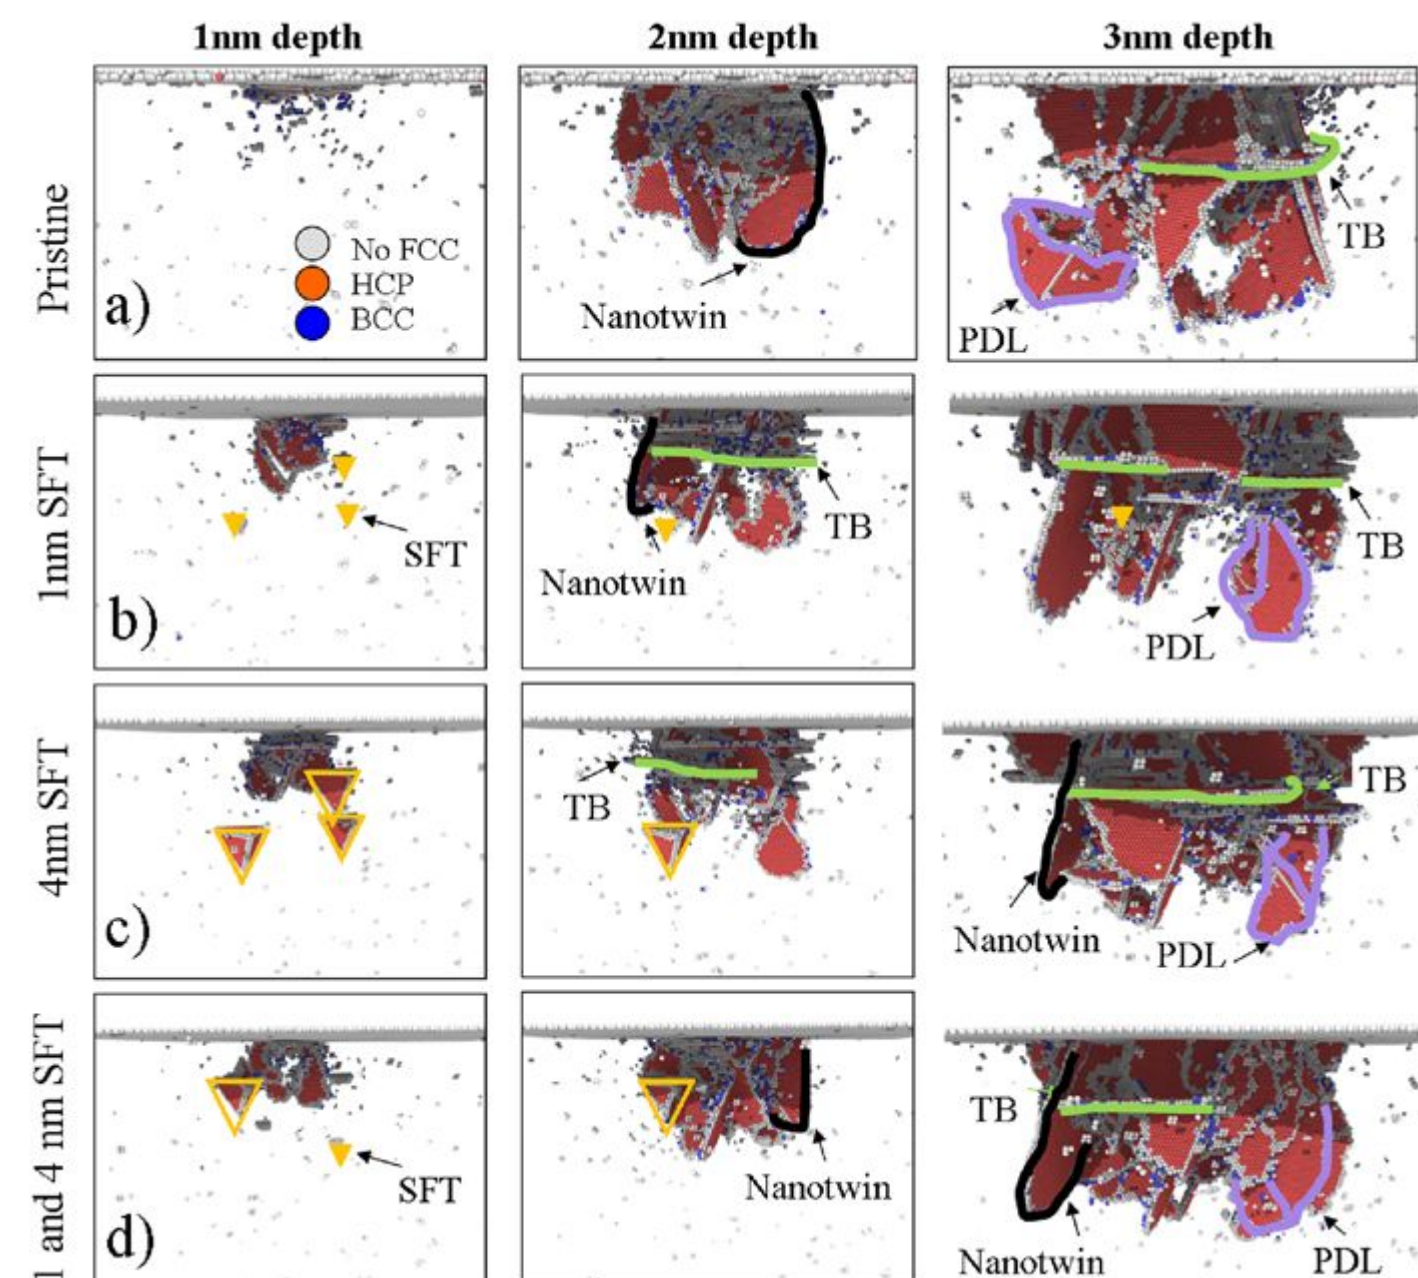 1nm depth
2nm depth
3nm depth
Pristine
a)
No FCC
HCP
BCC
Nanotwin
TB
PDL
1nm SFT
b)
SFT
Nanotwin
TB
TB
PDL
4nm SFT
c)
TB
TB
Nanotwin
PDL
1 and 4 nm SFT
d)
SFT
Nanotwin
TB
Nanotwin
PDL